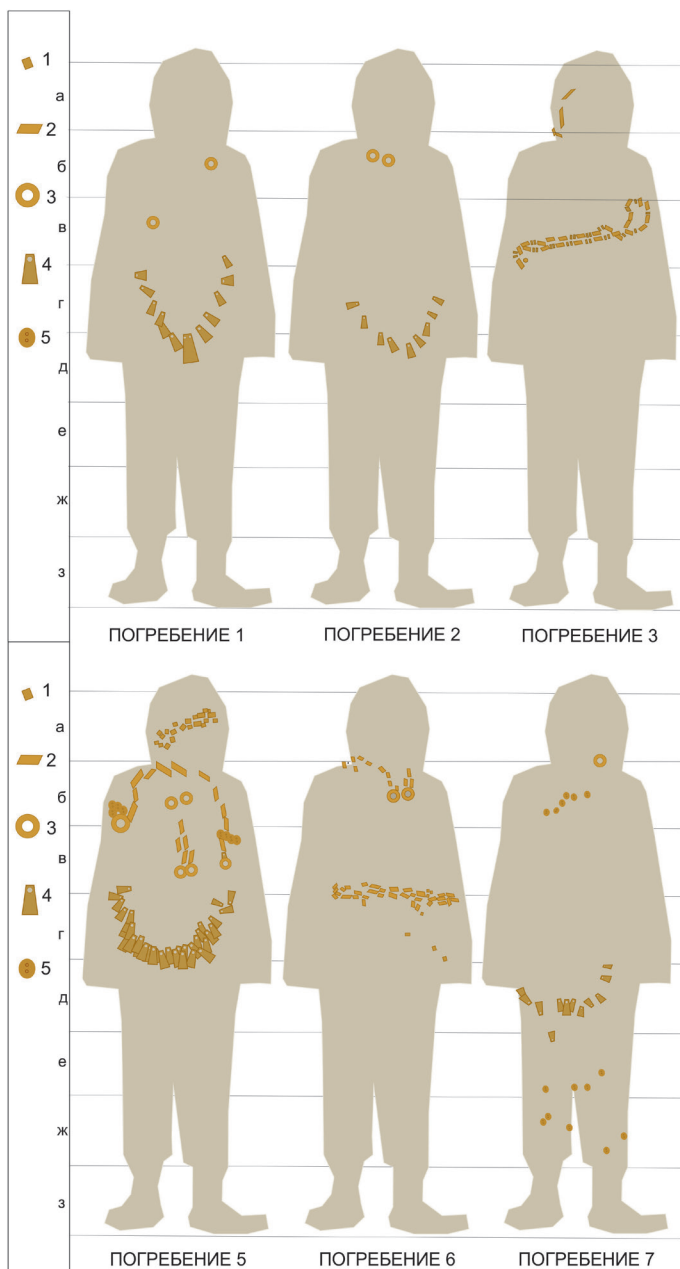 1
а
2
б
3
в
4
г
5
д
е
ж
з
ПОГРЕБЕНИЕ 1 ПОГРЕБЕНИЕ 2 ПОГРЕБЕНИЕ 3
1
а
2
б
3
в
4
г
5
д
е
ж
з
ПОГРЕБЕНИЕ 5 ПОГРЕБЕНИЕ 6 ПОГРЕБЕНИЕ 7